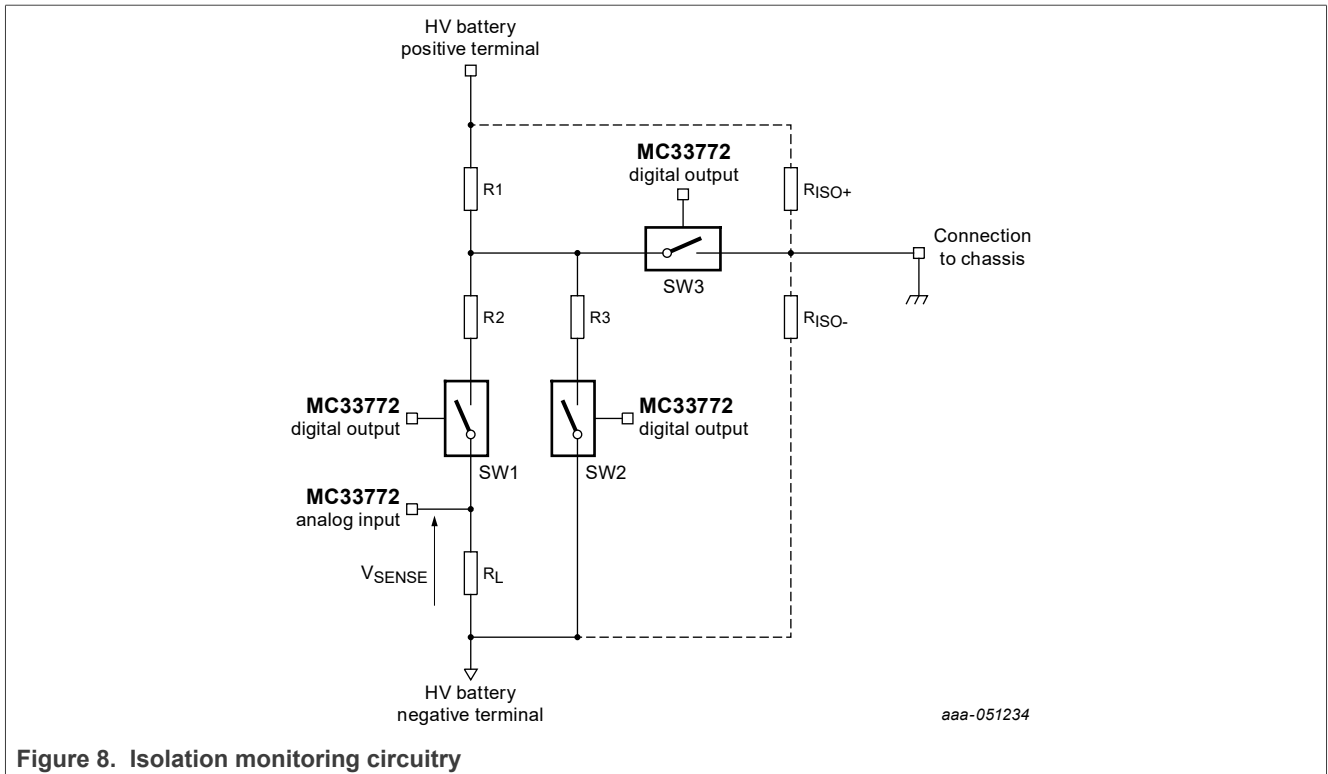 HV battery
positive terminal
MC33772
digital output
R1
RISO+
Connection
to chassis
SW3
R2
R3
RISO-
MC33772
digital output
MC33772
digital output
SW1
SW2
MC33772
analog input
VSENSE
RL
HV battery
negative terminal
aaa-051234
Figure 8. Isolation monitoring circuitry